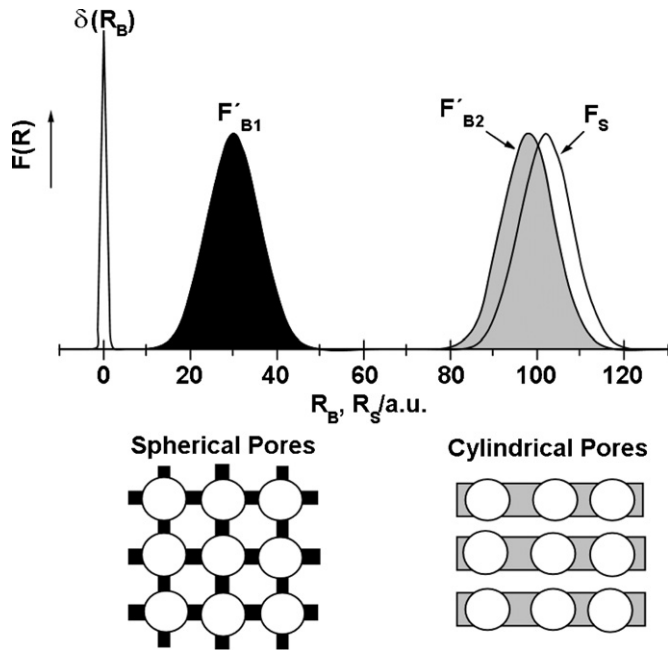 δ(R_B)
F´_B1
F´_B2
F_S
F(R)
0 20 40 60 80 100 120
R_B, R_S/a.u.
Spherical Pores
Cylindrical Pores